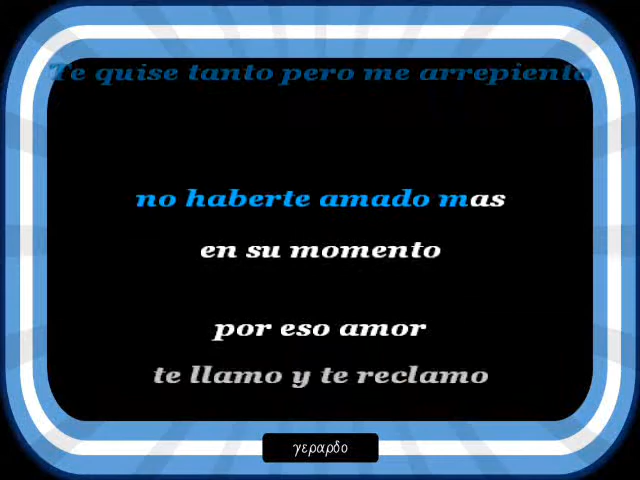 Te quise tanto pero me arrepiento
no haberte amado mas
en su momento
por eso amor
te llamo y te reclamo
γεραρδο